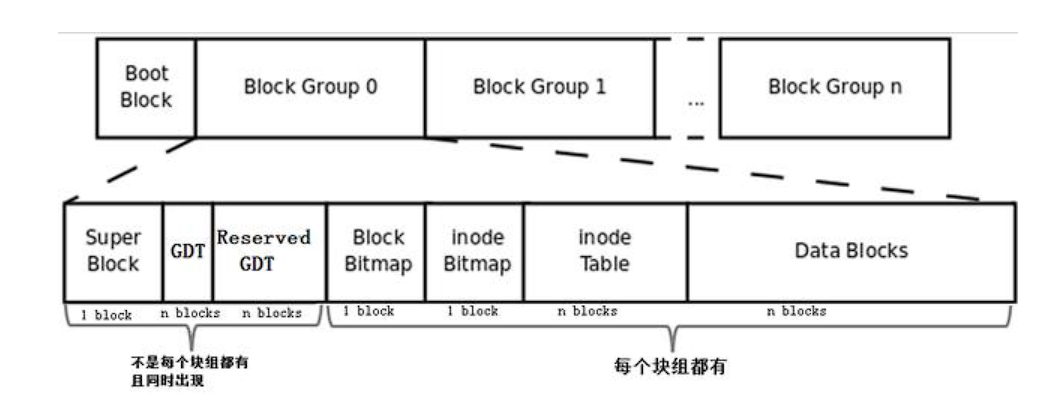 Boot
Block
Block Group 0
Block Group 1
...
Block Group n
Super
Block
GDT
Reserved
GDT
Block
Bitmap
inode
Bitmap
inode
Table
Data Blocks
1 block
n blocks
n blocks
1 block
1 block
n blocks
n blocks
不是每个块组都有
且同时出现
每个块组都有